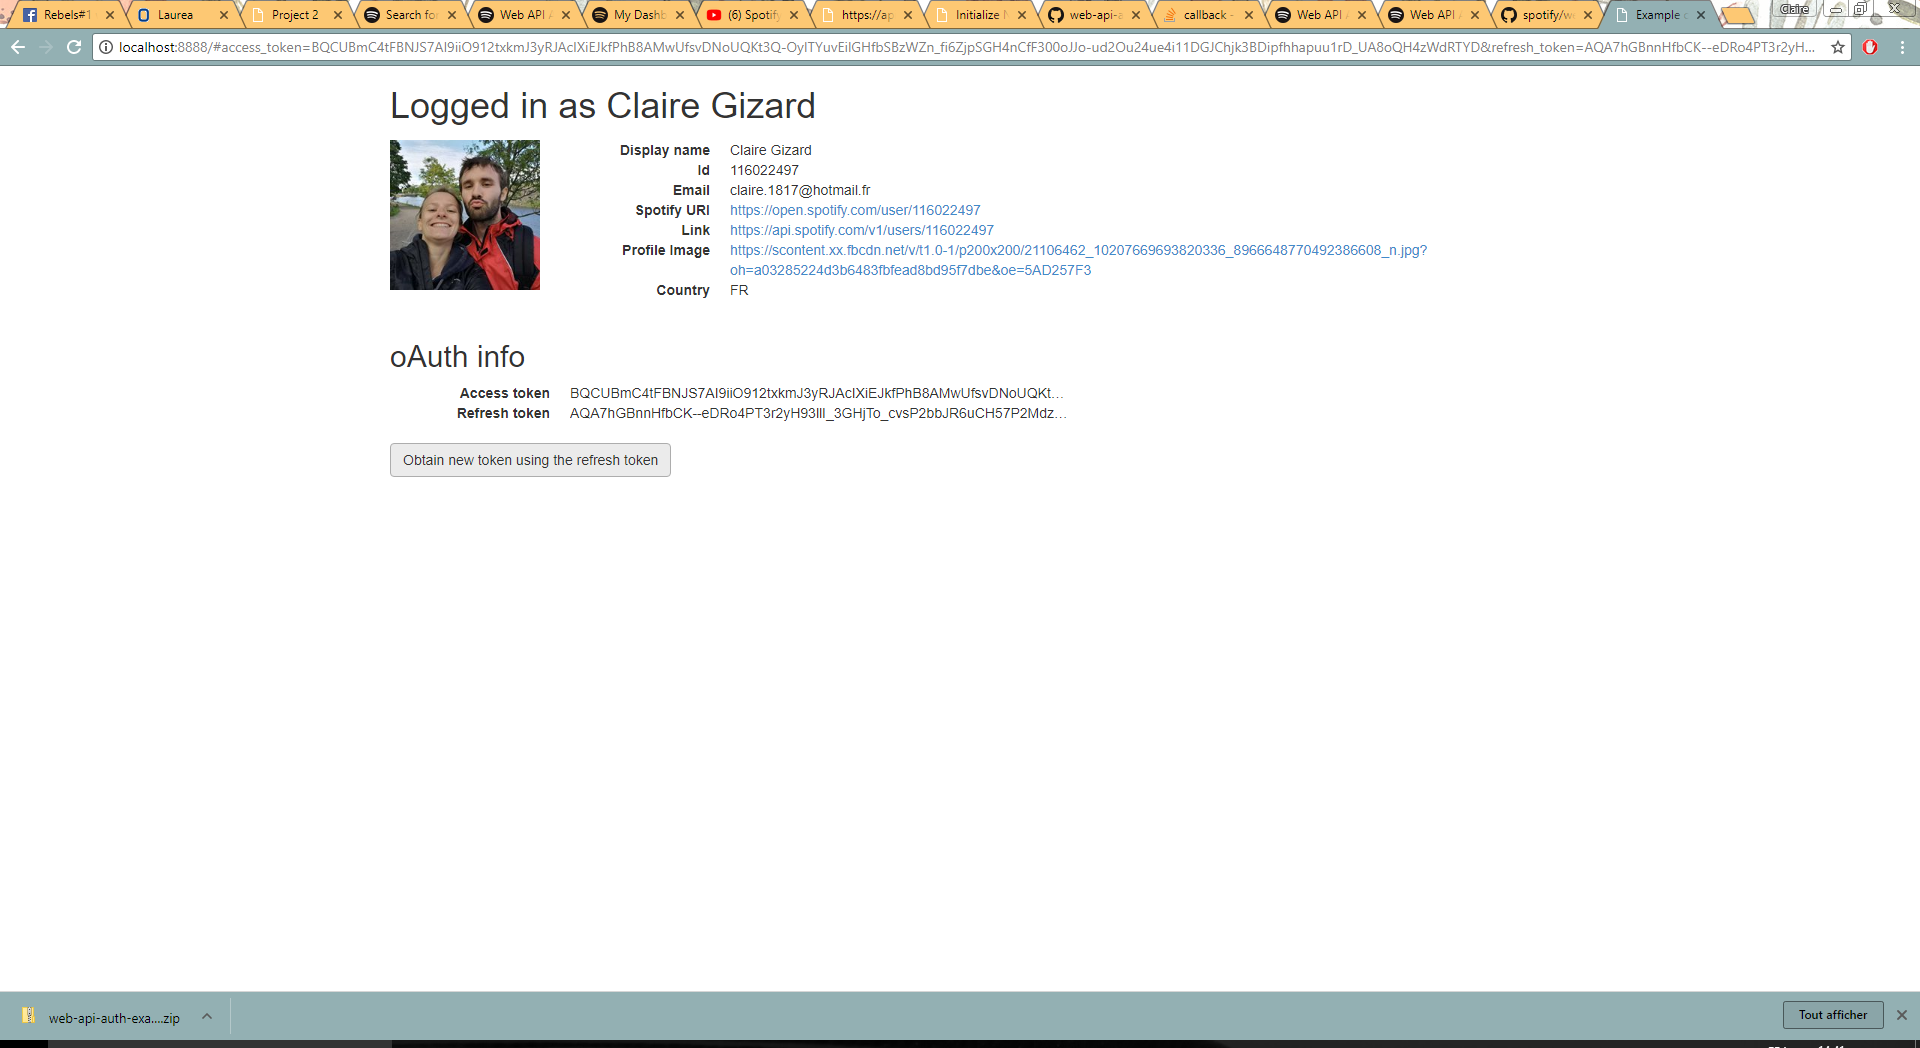 Rebels#1
Laurea
Project 2
Search fo
Web API
My Dashb
(6) Spotify
https://ap
Initialize
web-api-a
callback -
Web API
Web API
spotify/w
Example
Claire
localhost:8888/#access_token=BQCUBmC4tFBNJS7AI9iiO912txkmJ3yRJAcIXiEJkfPhB8AMwUfsvDNoUQKt3Q-OyITYuvEiIGHfbSBzWZn_fi6ZjpSGH4nCfF300oJJo-ud2Ou24ue4i11DGJChjk3BDipfhhapuu1rD_UA8oQH4zWdRTYD&refresh_token=AQA7hGBnnHfbCK--eDRo4PT3r2yH...
Logged in as Claire Gizard
Display name Claire Gizard
Id 116022497
Email claire.1817@hotmail.fr
Spotify URI https://open.spotify.com/user/116022497
Link https://api.spotify.com/v1/users/116022497
Profile Image https://scontent.xx.fbcdn.net/v/t1.0-1/p200x200/21106462_10207669693820336_8966648770492386608_n.jpg?
oh=a03285224d3b6483fbfead8bd95f7dbe&oe=5AD257F3
Country FR
oAuth info
Access token BQCUBmC4tFBNJS7AI9iiO912txkmJ3yRJAcIXiEJkfPhB8AMwUfsvDNoUQKt...
Refresh token AQA7hGBnnHfbCK--eDRo4PT3r2yH93IIl_3GHjTo_cvsP2bbJR6uCH57P2Mdz...
Obtain new token using the refresh token
web-api-auth-exa....zip
Tout afficher